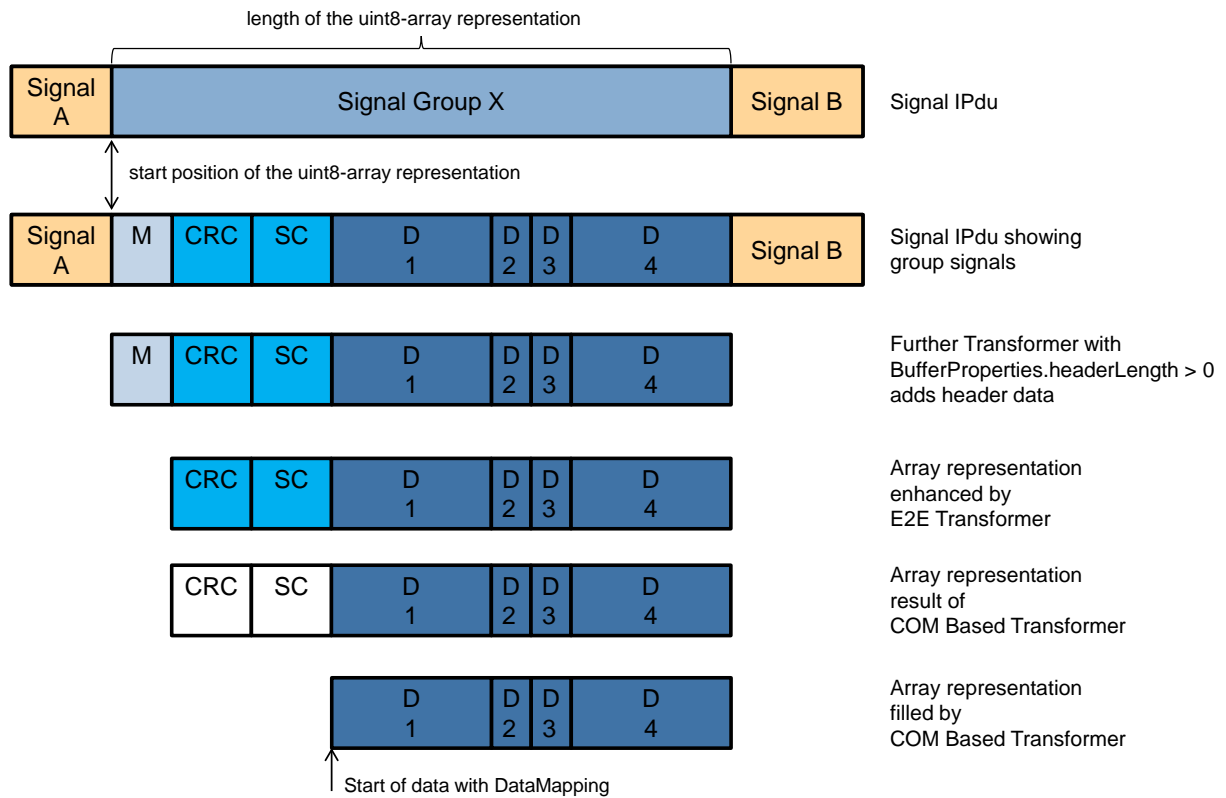 length of the uint8-array representation
Signal
A
Signal Group X
Signal B
Signal IPdu
start position of the uint8-array representation
Signal
A
M
CRC
SC
D
1
D
2
D
3
D
4
Signal B
Signal IPdu showing
group signals
M
CRC
SC
D
1
D
2
D
3
D
4
Further Transformer with
BufferProperties.headerLength > 0
adds header data
CRC
SC
D
1
D
2
D
3
D
4
Array representation
enhanced by
E2E Transformer
CRC
SC
D
1
D
2
D
3
D
4
Array representation
result of
COM Based Transformer
D
1
D
2
D
3
D
4
Array representation
filled by
COM Based Transformer
Start of data with DataMapping